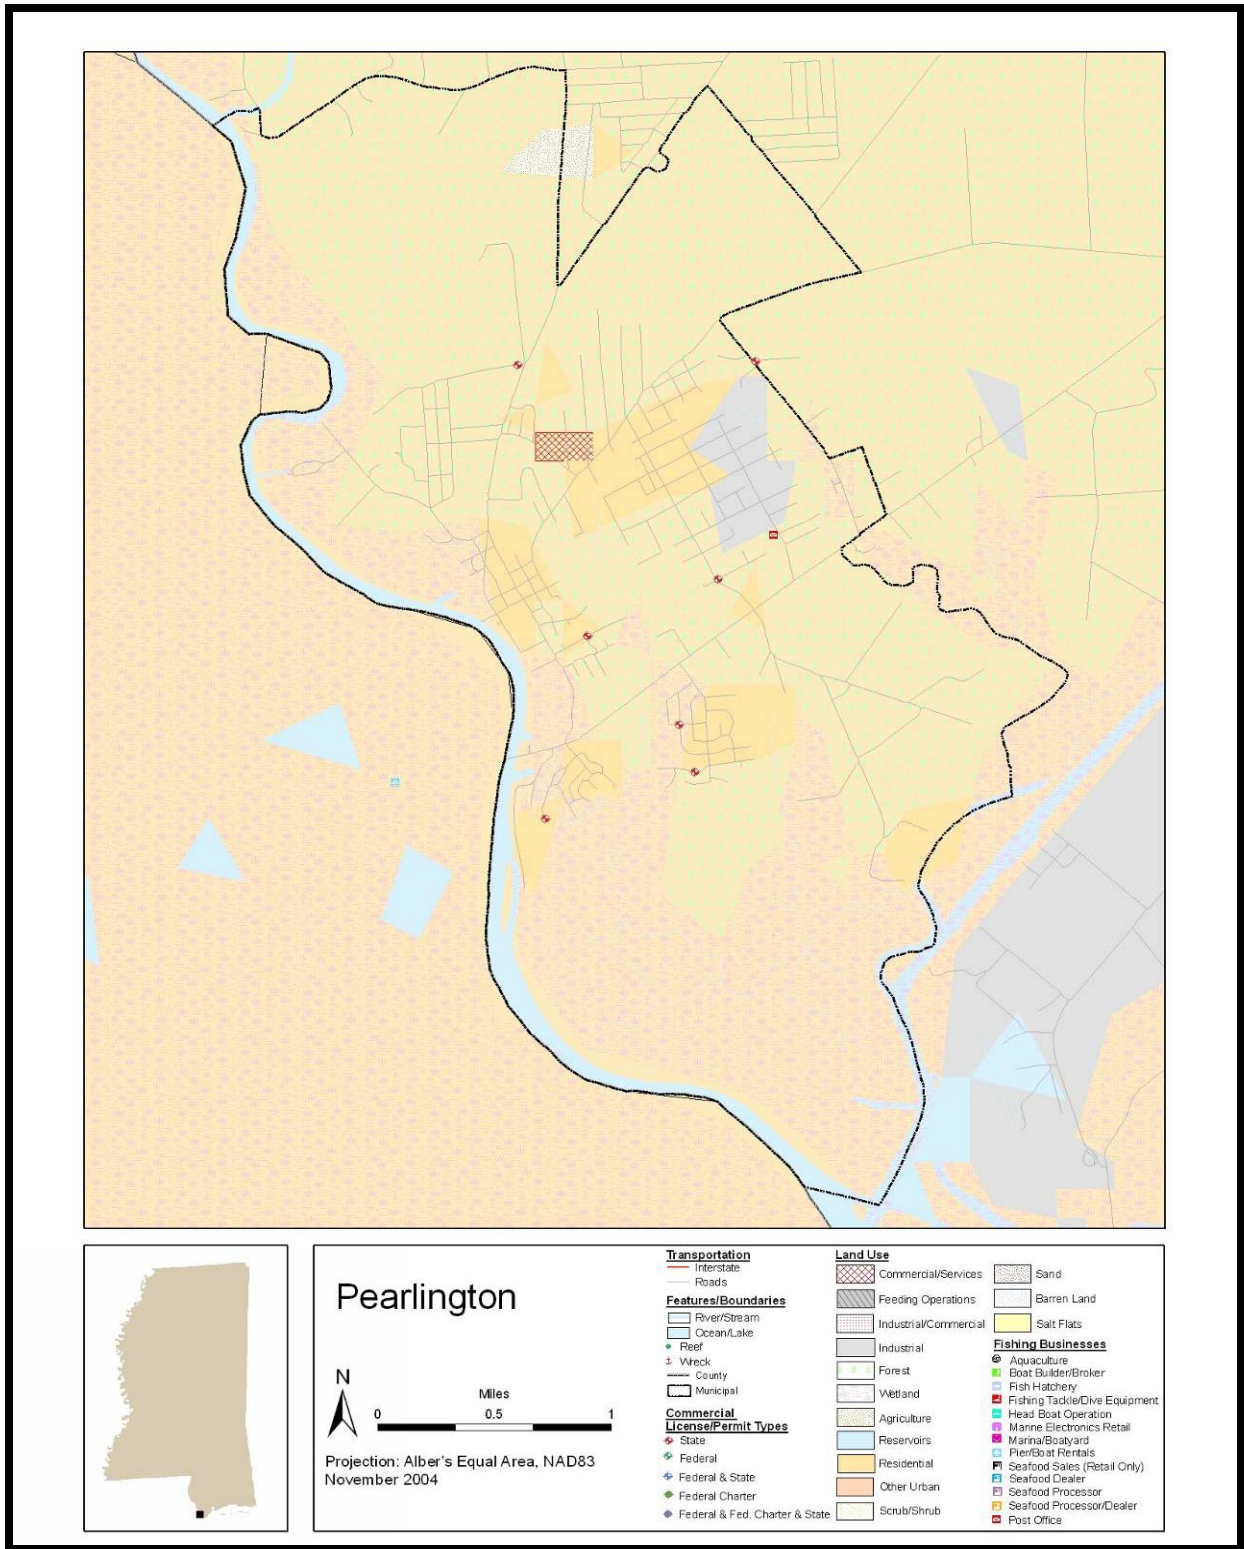 Pearlington
N
Miles
0 0.5 1
Projection: Alber's Equal Area, NAD83
November 2004
Transportation
Interstate
Roads
Features/Boundaries
River/Stream
Ocean/Lake
Reef
Wreck
County
Municipal
Commercial
License/Permit Types
State
Federal
Federal & State
Federal Charter
Federal & Fed. Charter & State
Land Use
Commercial/Services
Feeding Operations
Industrial/Commercial
Industrial
Forest
Wetland
Agriculture
Reservoirs
Residential
Other Urban
Scrub/Shrub
Sand
Barren Land
Salt Flats
Fishing Businesses
Aquaculture
Boat Builder/Broker
Fish Hatchery
Fishing Tackle/Dive Equipment
Head Boat Operation
Marine Electronics Retail
Marina/Boatyard
Pier/Boat Rentals
Seafood Sales (Retail Only)
Seafood Dealer
Seafood Processor
Seafood Processor/Dealer
Post Office